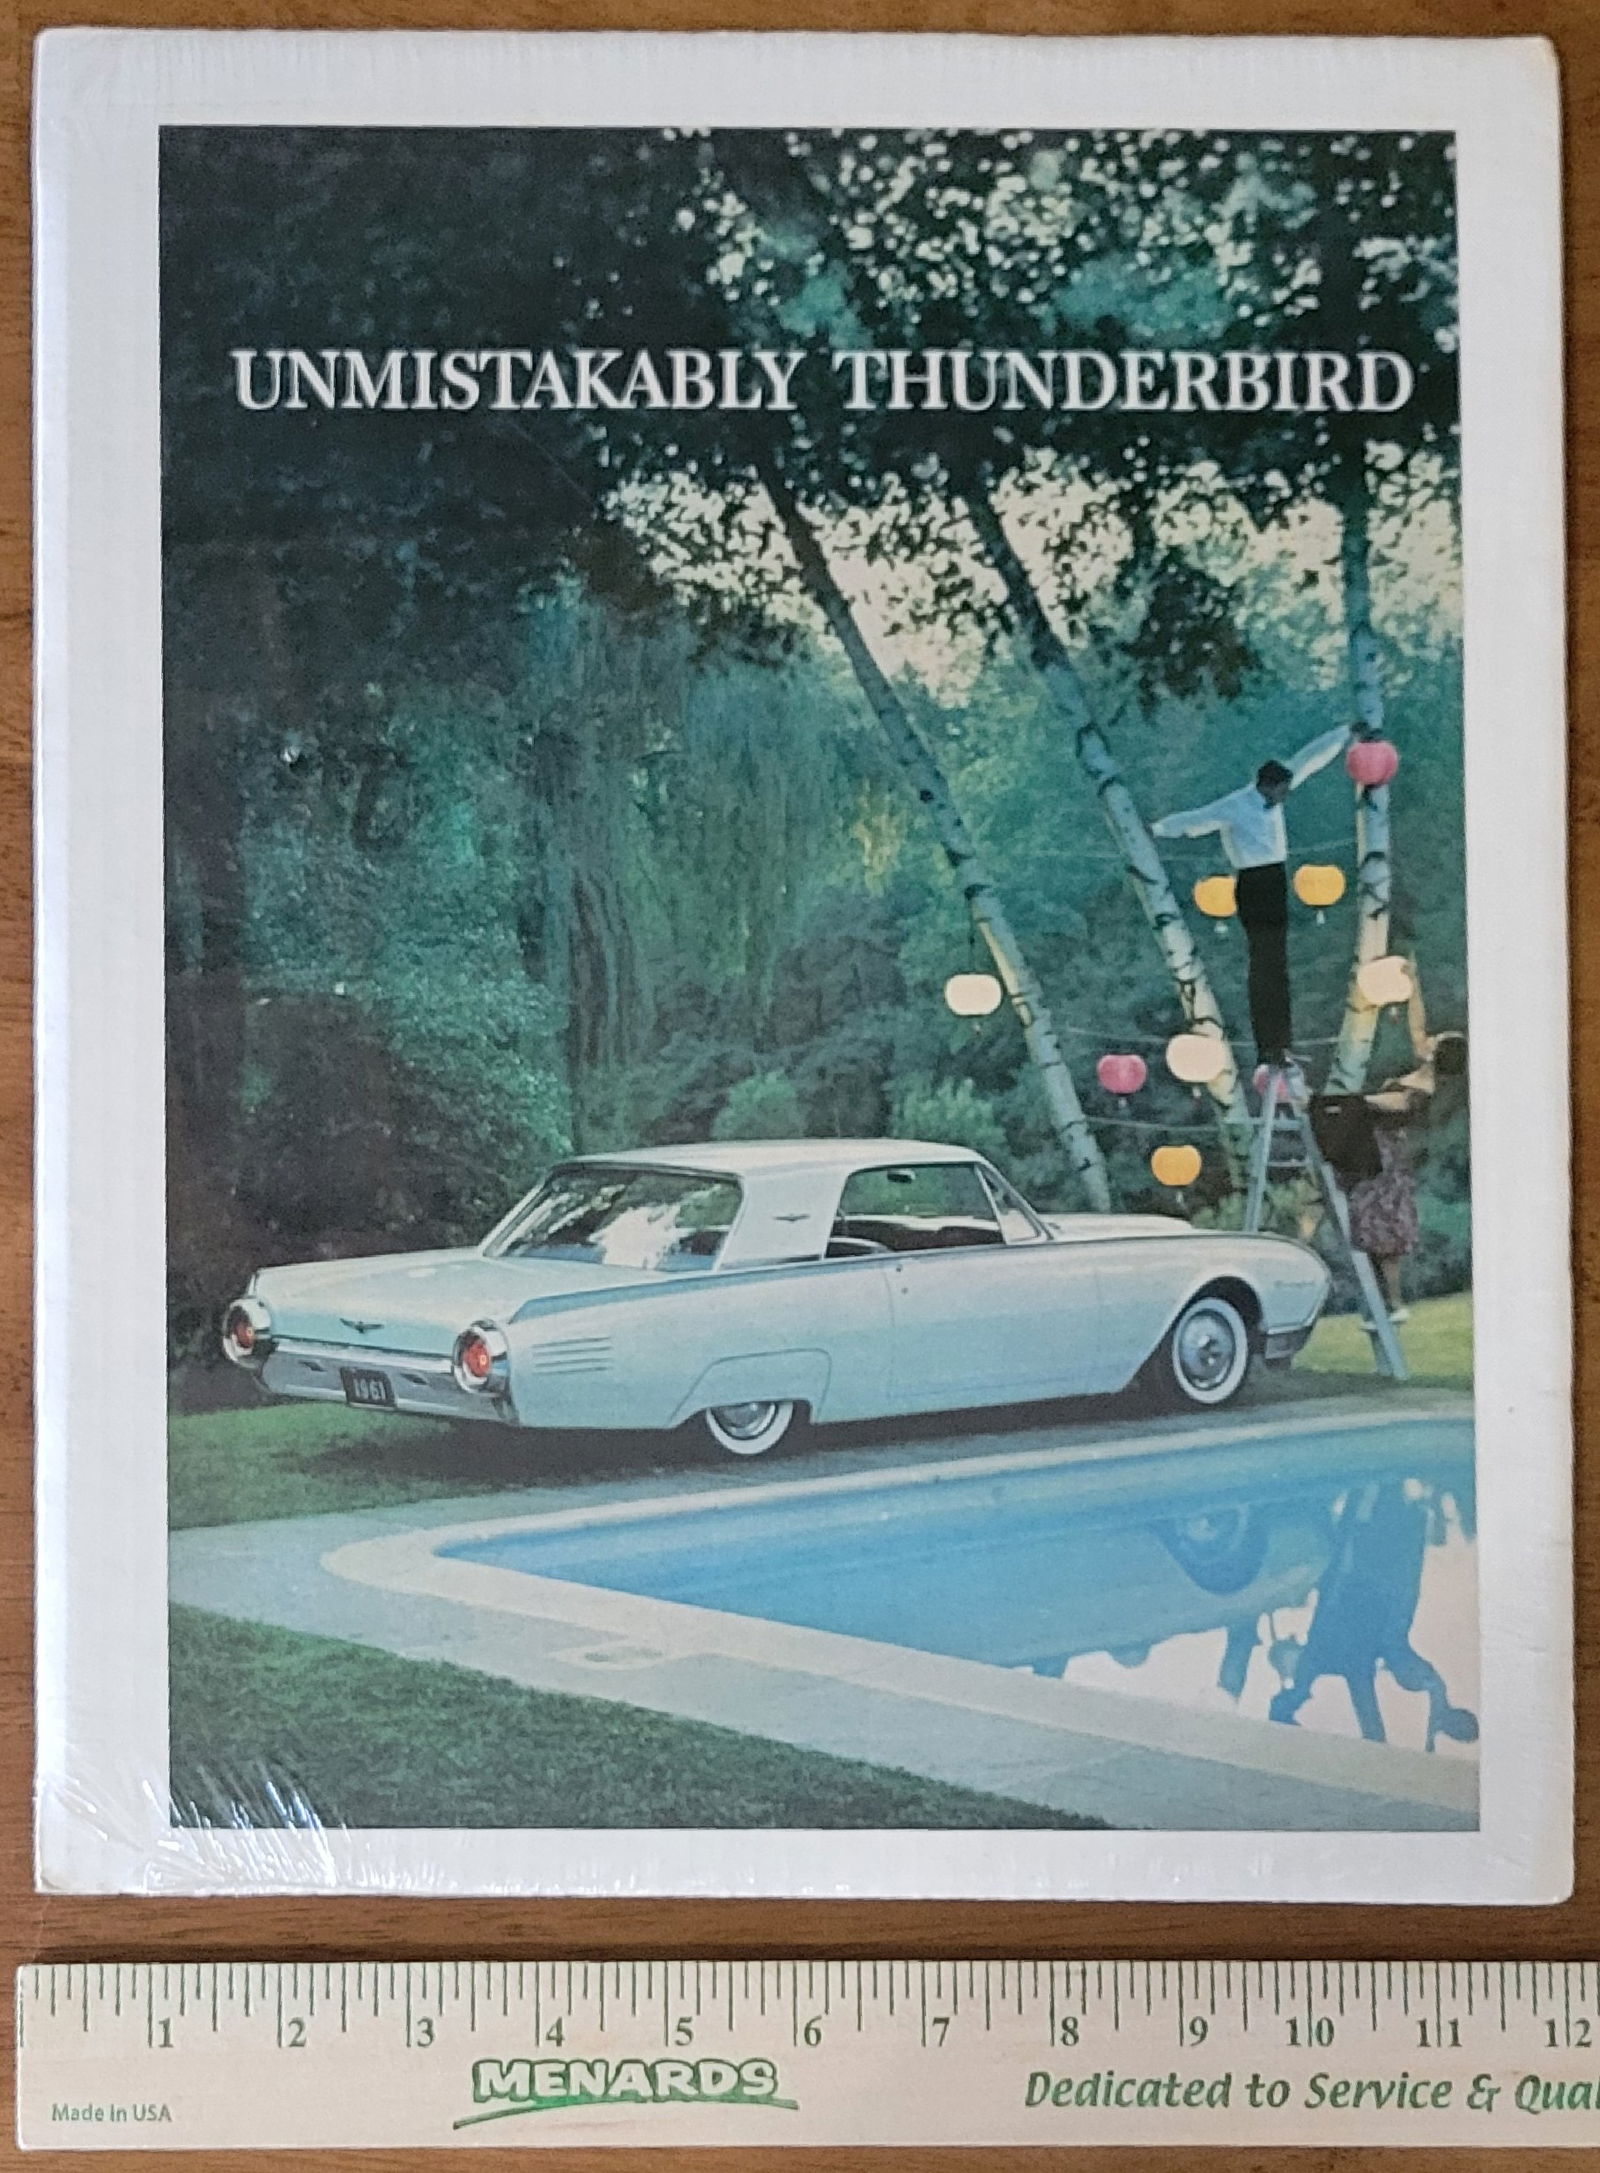 UNMISTAKABLY THUNDERBIRD
1961
1 2 3 4 5 6 7 8 9 10 11 12
MENARDS
Dedicated to Service & Qual
Made In USA